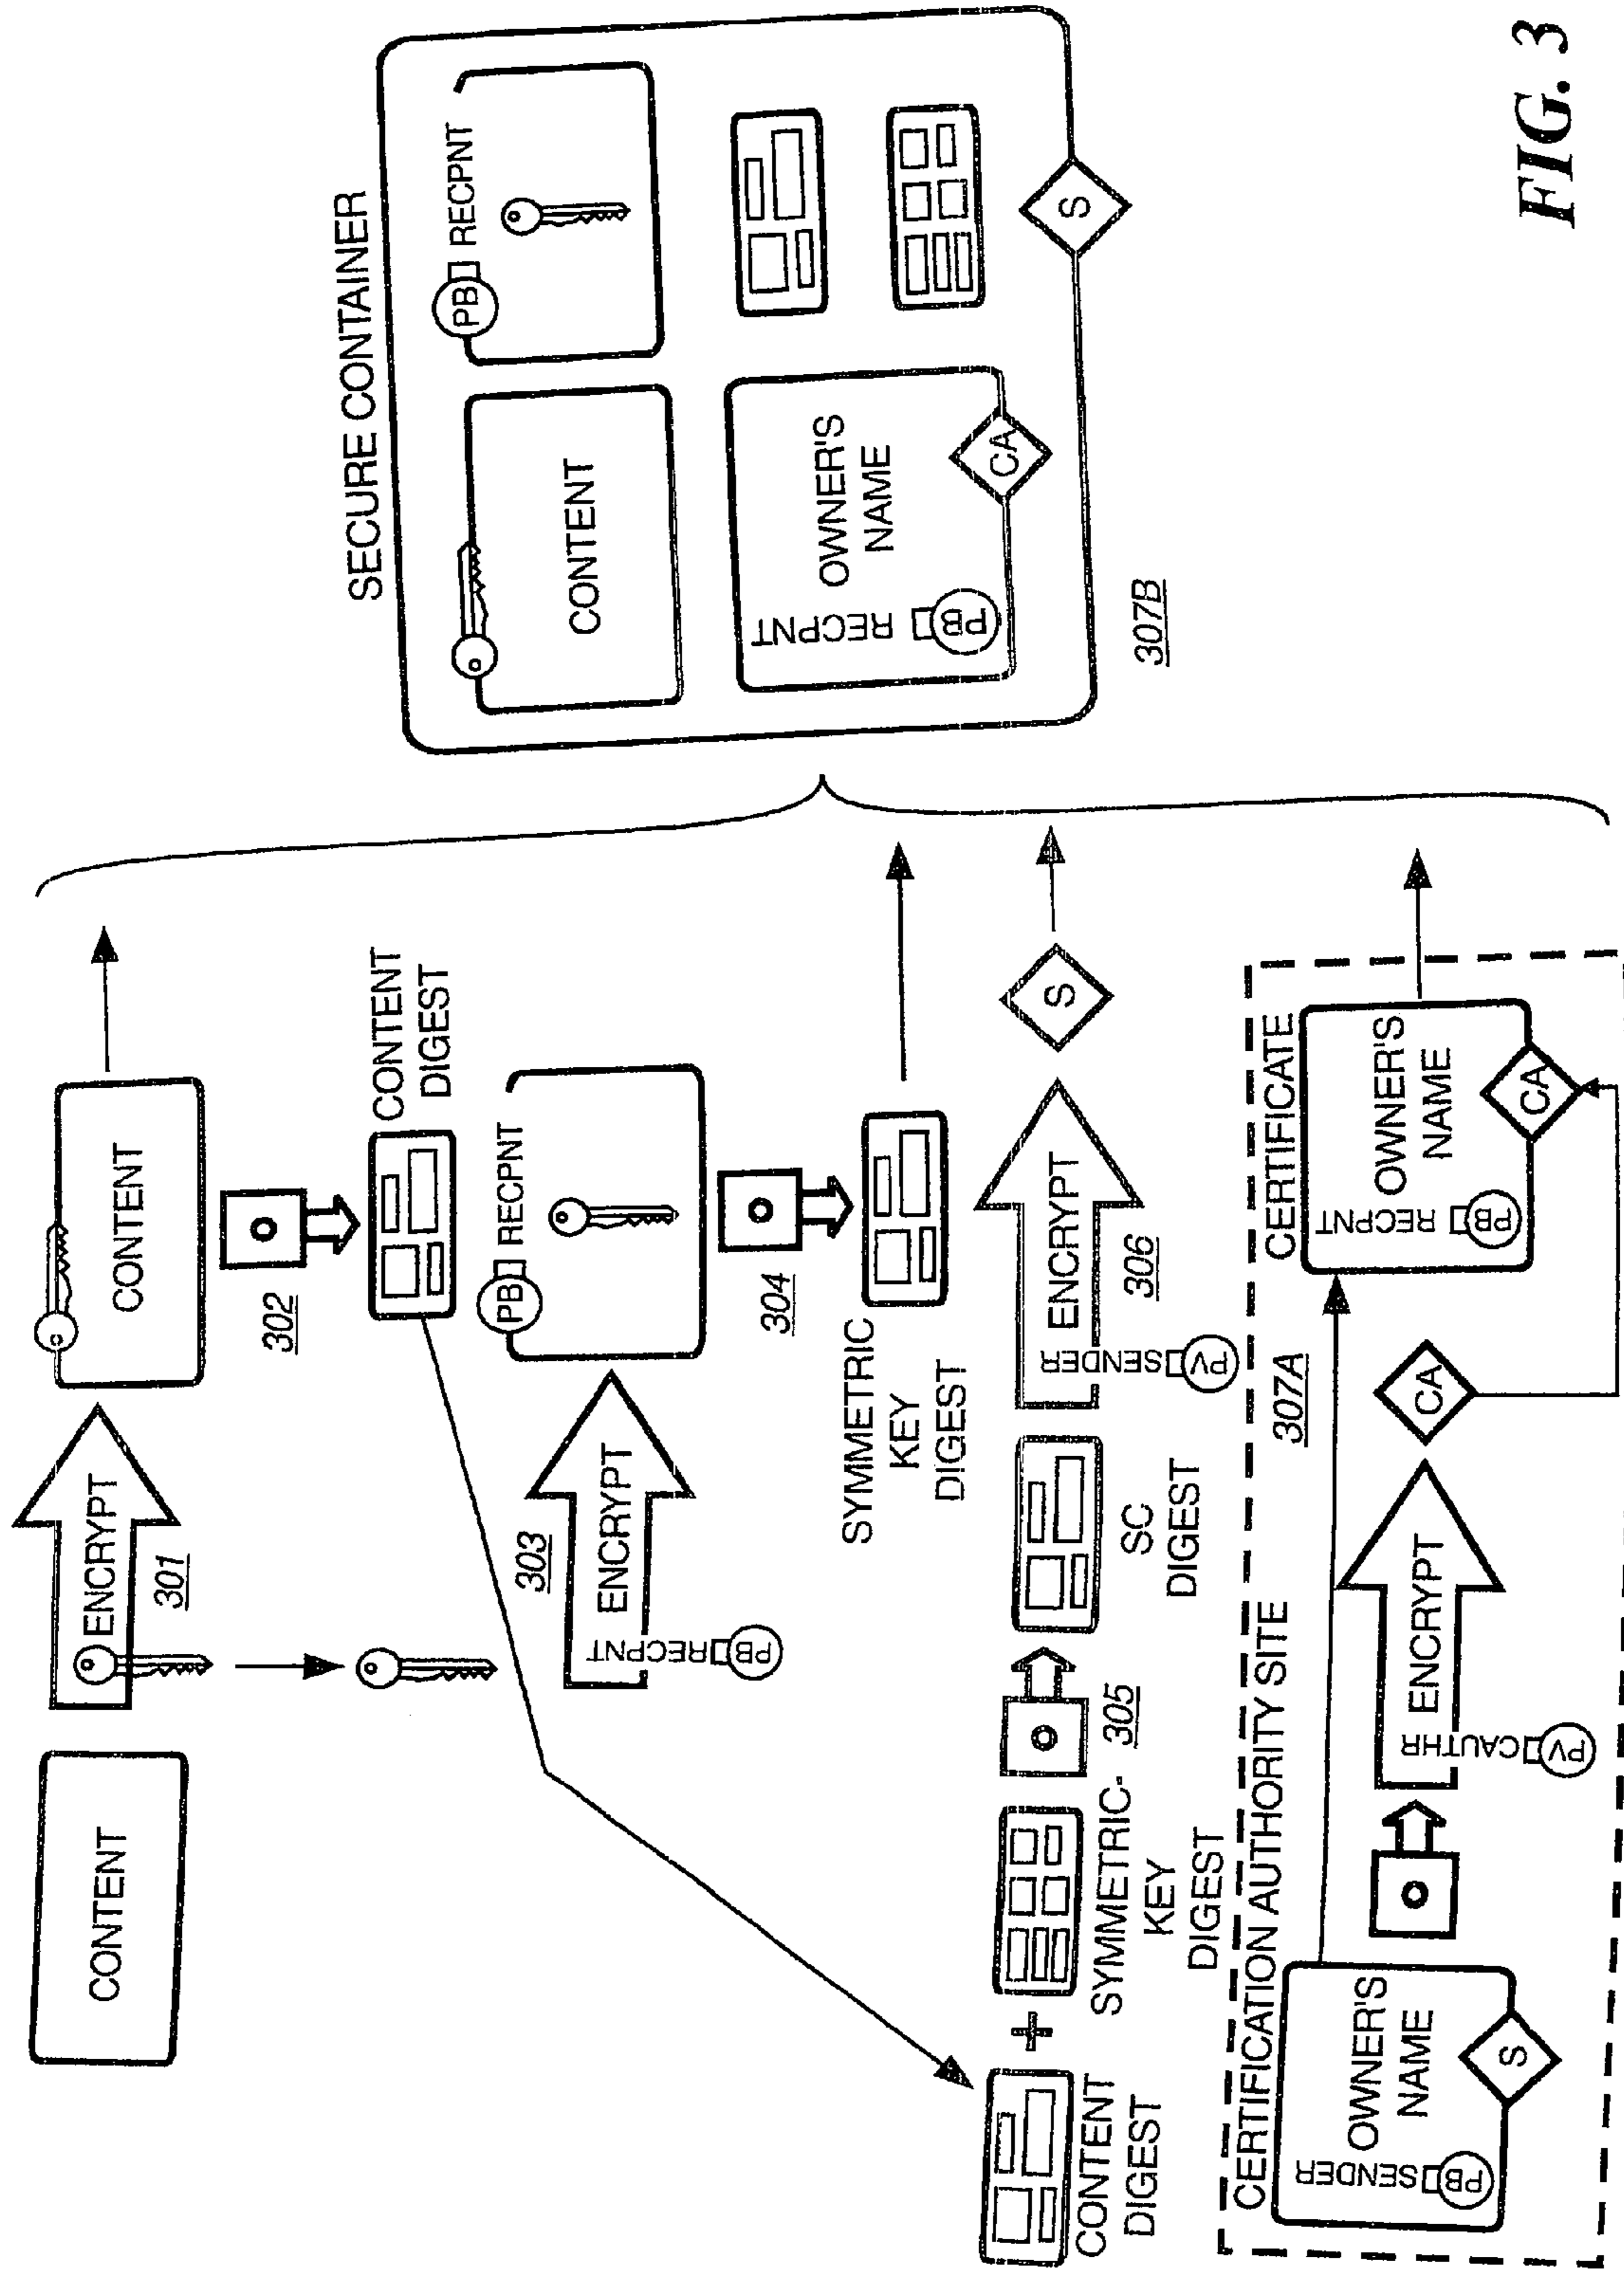 CONTENT
ENCRYPT
301
CONTENT
302
CONTENT
DIGEST
303
ENCRYPT
RECPNT
PB
PB
RECPNT
304
SYMMETRIC
KEY
DIGEST
CONTENT
DIGEST
+
SYMMETRIC-
KEY
DIGEST
305
SC
DIGEST
ENCRYPT
SENDER
PV
306
S
CERTIFICATION AUTHORITY SITE
307A
OWNER'S
NAME
SENDER
PB
S
ENCRYPT
CAUTHR
PV
CA
CERTIFICATE
OWNER'S
NAME
RECPNT
PB
CA
SECURE CONTAINER
CONTENT
PB
RECPNT
OWNER'S
NAME
RECPNT
PB
CA
S
307B
FIG. 3